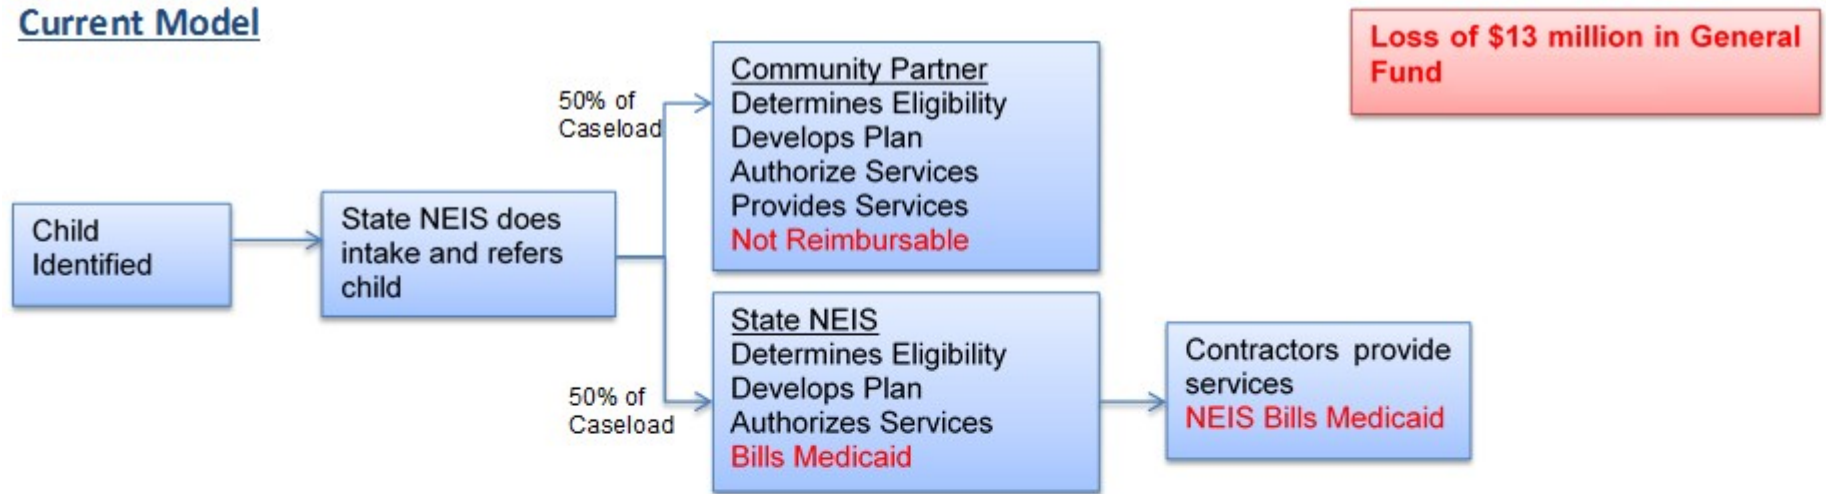 Current Model
Loss of $13 million in General
Fund
Child
Identified
State NEIS does
intake and refers
child
50% of
Caseload
Community Partner
Determines Eligibility
Develops Plan
Authorize Services
Provides Services
Not Reimbursable
50% of
Caseload
State NEIS
Determines Eligibility
Develops Plan
Authorizes Services
Bills Medicaid
Contractors provide
services
NEIS Bills Medicaid